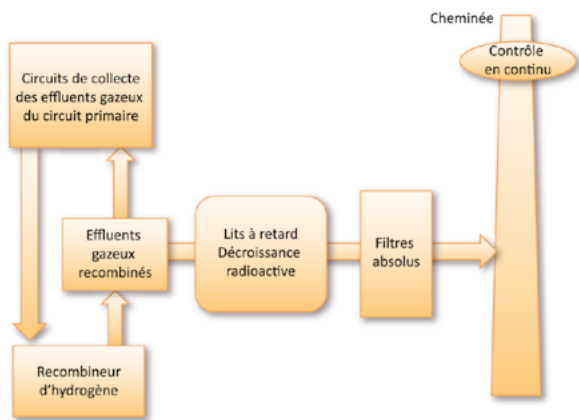 Cheminée
Contrôle
en continu
Circuits de collecte
des effluents gazeux
du circuit primaire
Effluents
gazeux
recombinés
Lits à retard
Décroissance
radioactive
Filtres
absolus
Recombineur
d’hydrogène